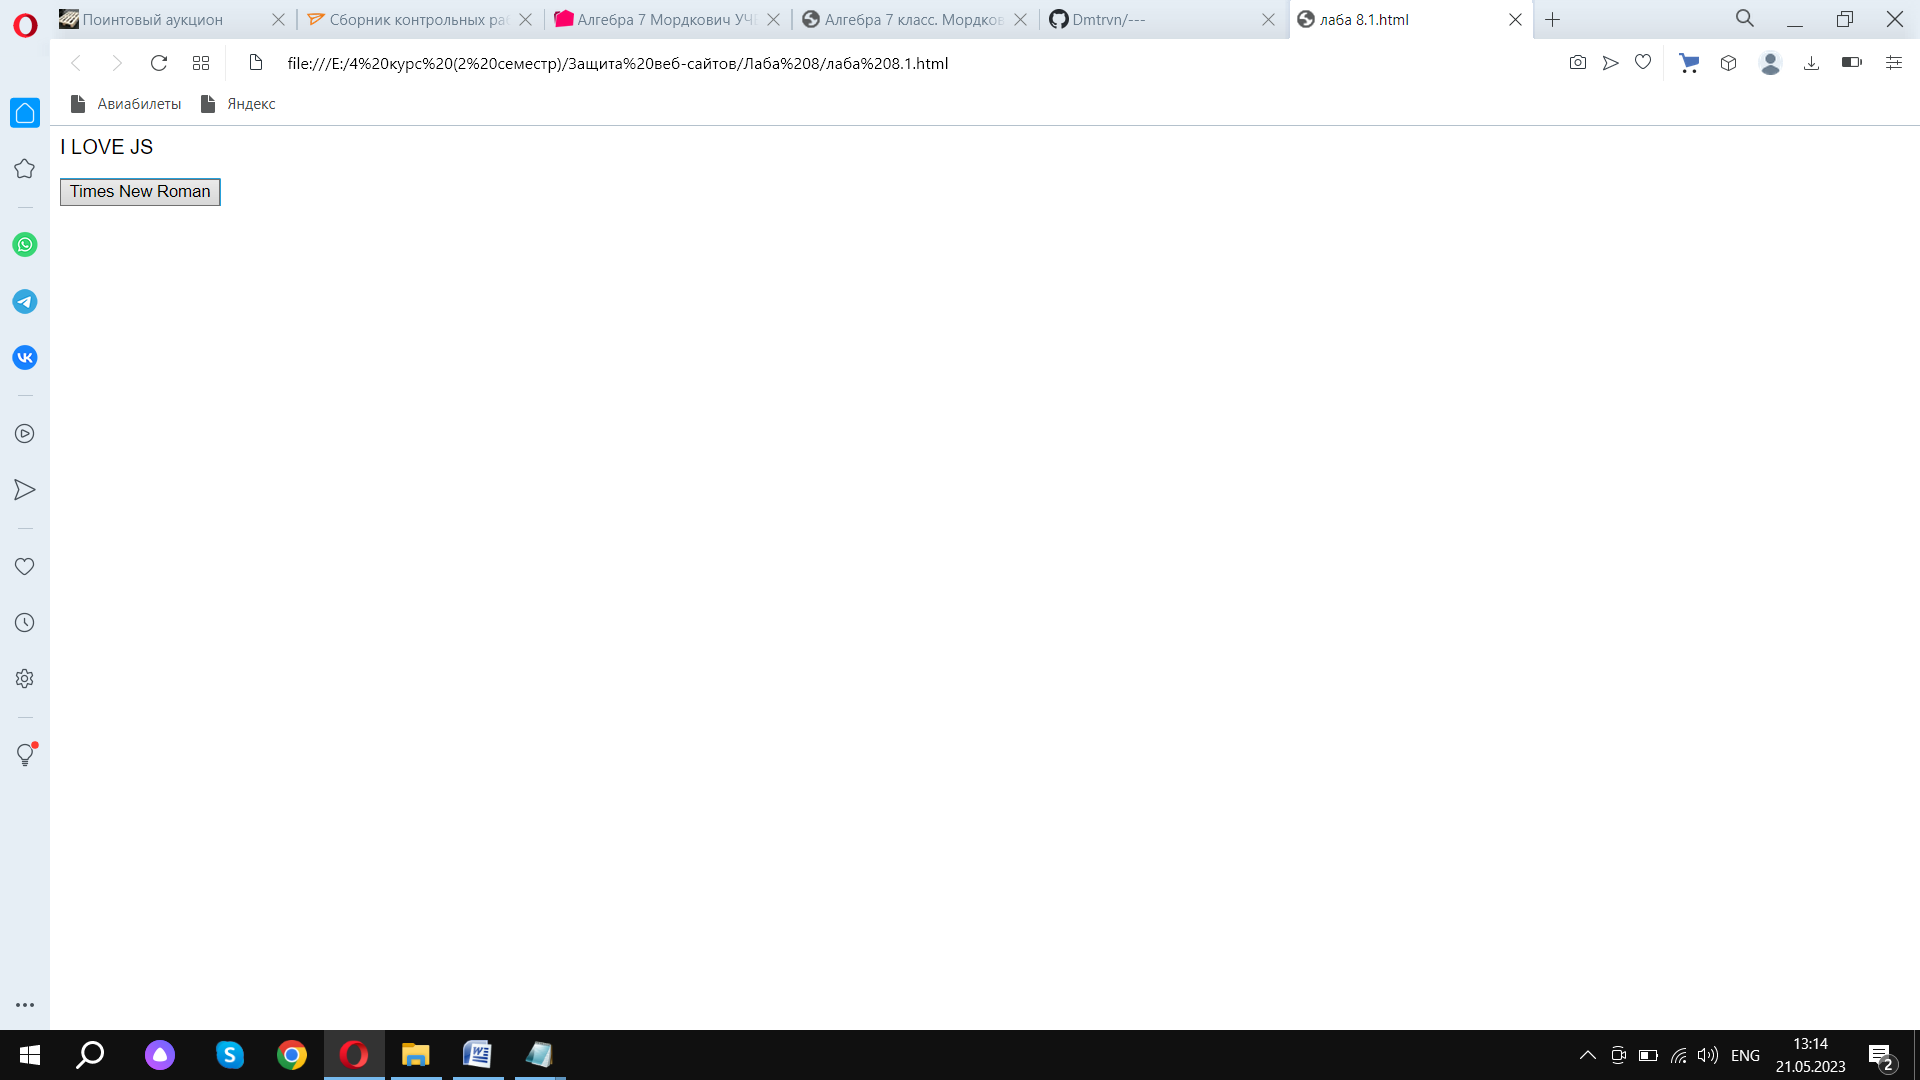 Поинтовый аукцион
Сборник контрольных раб
Алгебра 7 Мордкович УЧЕ
Алгебра 7 класс. Мордков
Dmtrvn/---
лаба 8.1.html
file:///E:/4%20курс%20(2%20семестр)/Защита%20веб-сайтов/Лаба%208/лаба%208.1.html
Авиабилеты
Яндекс
I LOVE JS
Times New Roman
ENG
13:14
21.05.2023
2